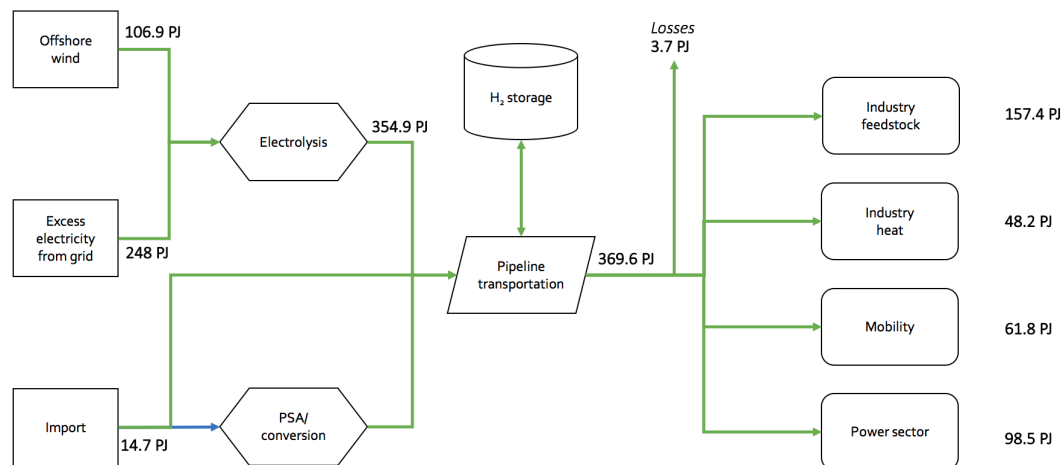 Offshore
wind
106.9 PJ
Excess
electricity
from grid
248 PJ
Import
14.7 PJ
Electrolysis
354.9 PJ
PSA/
conversion
H₂ storage
Pipeline
transportation
369.6 PJ
Losses
3.7 PJ
Industry
feedstock
157.4 PJ
Industry
heat
48.2 PJ
Mobility
61.8 PJ
Power sector
98.5 PJ